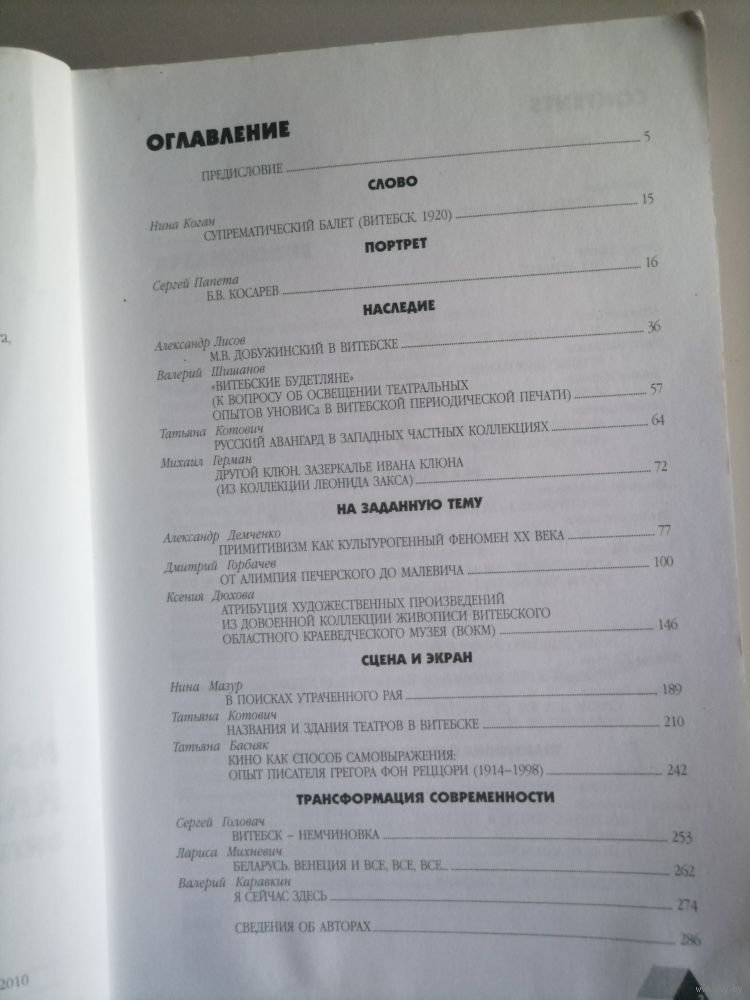 ОГЛАВЛЕНИЕ
ПРЕДИСЛОВИЕ 5
СЛОВО
Нина Коган
СУПРЕМАТИЧЕСКИЙ БАЛЕТ (ВИТЕБСК. 1920) 15
ПОРТРЕТ
Сергей Папета
Б.В. КОСАРЕВ 16
НАСЛЕДИЕ
Александр Лисов
М.В. ДОБУЖИНСКИЙ В ВИТЕБСКЕ 36
Валерий Шишанов
«ВИТЕБСКИЕ БУДЕТЛЯНЕ»
(К ВОПРОСУ ОБ ОСВЕЩЕНИИ ТЕАТРАЛЬНЫХ
ОПЫТОВ УНОВИСа В ВИТЕБСКОЙ ПЕРИОДИЧЕСКОЙ ПЕЧАТИ) 57
Татьяна Котович
РУССКИЙ АВАНГАРД В ЗАПАДНЫХ ЧАСТНЫХ КОЛЛЕКЦИЯХ 64
Михаил Герман
ДРУГОЙ КЛЮН. ЗАЗЕРКАЛЬЕ ИВАНА КЛЮНА
(ИЗ КОЛЛЕКЦИИ ЛЕОНИДА ЗАКСА) 72
НА ЗАДАННУЮ ТЕМУ
Александр Демченко
ПРИМИТИВИЗМ КАК КУЛЬТУРОГЕННЫЙ ФЕНОМЕН XX ВЕКА 77
Дмитрий Горбачев
ОТ АЛИМПИЯ ПЕЧЕРСКОГО ДО МАЛЕВИЧА 100
Ксения Дюхова
АТРИБУЦИЯ ХУДОЖЕСТВЕННЫХ ПРОИЗВЕДЕНИЙ
ИЗ ДОВОЕННОЙ КОЛЛЕКЦИИ ЖИВОПИСИ ВИТЕБСКОГО
ОБЛАСТНОГО КРАЕВЕДЧЕСКОГО МУЗЕЯ (ВОКМ) 146
СЦЕНА И ЭКРАН
Нина Мазур
В ПОИСКАХ УТРАЧЕННОГО РАЯ 189
Татьяна Котович
НАЗВАНИЯ И ЗДАНИЯ ТЕАТРОВ В ВИТЕБСКЕ 210
Татьяна Басняк
КИНО КАК СПОСОБ САМОВЫРАЖЕНИЯ:
ОПЫТ ПИСАТЕЛЯ ГРЕГОРА ФОН РЕЦЦОРИ (1914–1998) 242
ТРАНСФОРМАЦИЯ СОВРЕМЕННОСТИ
Сергей Головач
ВИТЕБСК – НЕМЧИНОВКА 253
Лариса Михневич
БЕЛАРУСЬ. ВЕНЕЦИЯ И ВСЕ, ВСЕ, ВСЕ... 262
Валерий Каравкин
Я СЕЙЧАС ЗДЕСЬ 274
СВЕДЕНИЯ ОБ АВТОРАХ 286
2010